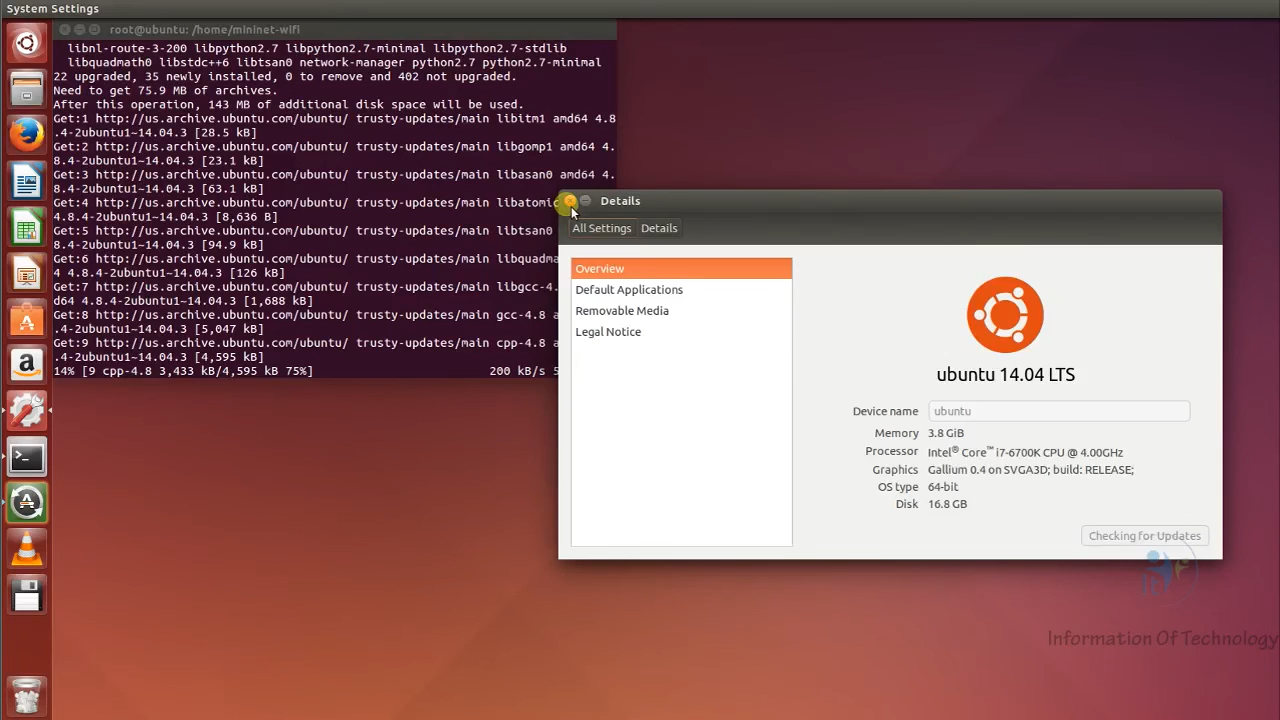 System Settings
root@ubuntu: /home/mininet-wifi
libnl-route-3-200 libpython2.7 libpython2.7-minimal libpython2.7-stdlib
libquadmath0 libstdc++6 libtsan0 network-manager python2.7 python2.7-minimal
22 upgraded, 35 newly installed, 0 to remove and 402 not upgraded.
Need to get 75.9 MB of archives.
After this operation, 143 MB of additional disk space will be used.
Get:1 http://us.archive.ubuntu.com/ubuntu/ trusty-updates/main libitm1 amd64 4.8
.4-2ubuntu1~14.04.3 [28.5 kB]
Get:2 http://us.archive.ubuntu.com/ubuntu/ trusty-updates/main libgomp1 amd64 4.
8.4-2ubuntu1~14.04.3 [23.1 kB]
Get:3 http://us.archive.ubuntu.com/ubuntu/ trusty-updates/main libasan0 amd64 4.
8.4-2ubuntu1~14.04.3 [63.1 kB]
Get:4 http://us.archive.ubuntu.com/ubuntu/ trusty-updates/main libatomic
4.8.4-2ubuntu1~14.04.3 [8,636 B]
Get:5 http://us.archive.ubuntu.com/ubuntu/ trusty-updates/main libtsan0
8.4-2ubuntu1~14.04.3 [94.9 kB]
Get:6 http://us.archive.ubuntu.com/ubuntu/ trusty-updates/main libquadma
4 4.8.4-2ubuntu1~14.04.3 [126 kB]
Get:7 http://us.archive.ubuntu.com/ubuntu/ trusty-updates/main libgcc-4.
d64 4.8.4-2ubuntu1~14.04.3 [1,688 kB]
Get:8 http://us.archive.ubuntu.com/ubuntu/ trusty-updates/main gcc-4.8 a
.4-2ubuntu1~14.04.3 [5,047 kB]
Get:9 http://us.archive.ubuntu.com/ubuntu/ trusty-updates/main cpp-4.8 a
.4-2ubuntu1~14.04.3 [4,595 kB]
14% [9 cpp-4.8 3,433 kB/4,595 kB 75%] 200 kB/s 5
Details
All Settings Details
Overview
Default Applications
Removable Media
Legal Notice
ubuntu 14.04 LTS
Device name ubuntu
Memory 3.8 GiB
Processor Intel® Core™ i7-6700K CPU @ 4.00GHz
Graphics Gallium 0.4 on SVGA3D; build: RELEASE;
OS type 64-bit
Disk 16.8 GB
Checking for Updates
Information Of Technology